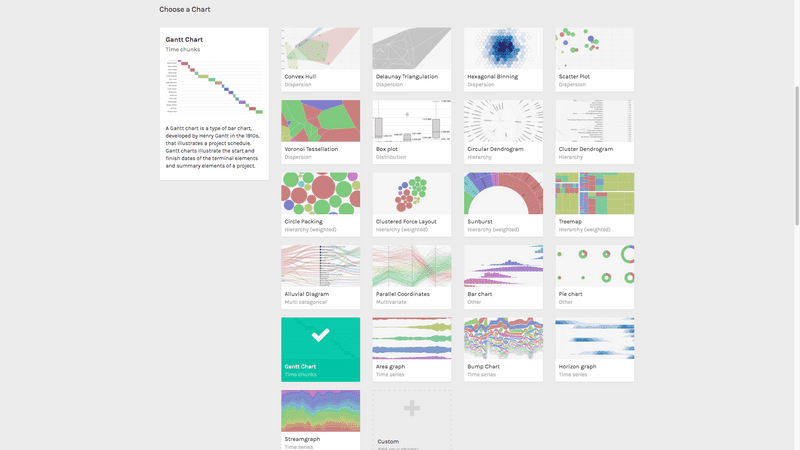 Choose a Chart
Gantt Chart
Time chunks
A Gantt chart is a type of bar chart,
developed by Henry Gantt in the 1910s,
that illustrates a project schedule.
Gantt charts illustrate the start and
finish dates of the terminal elements
and summary elements of a project.
Convex Hull
Dispersion
Delaunay Triangulation
Dispersion
Hexagonal Binning
Dispersion
Scatter Plot
Dispersion
Voronoi Tessellation
Dispersion
Box plot
Distribution
Circular Dendrogram
Hierarchy
Cluster Dendrogram
Hierarchy
Circle Packing
Hierarchy (weighted)
Clustered Force Layout
Hierarchy (weighted)
Sunburst
Hierarchy (weighted)
Treemap
Hierarchy (weighted)
Alluvial Diagram
Multi categorical
Parallel Coordinates
Multivariate
Bar chart
Other
Pie chart
Other
Gantt Chart
Time chunks
Area graph
Time series
Bump Chart
Time series
Horizon graph
Time series
Streamgraph
Time series
Custom